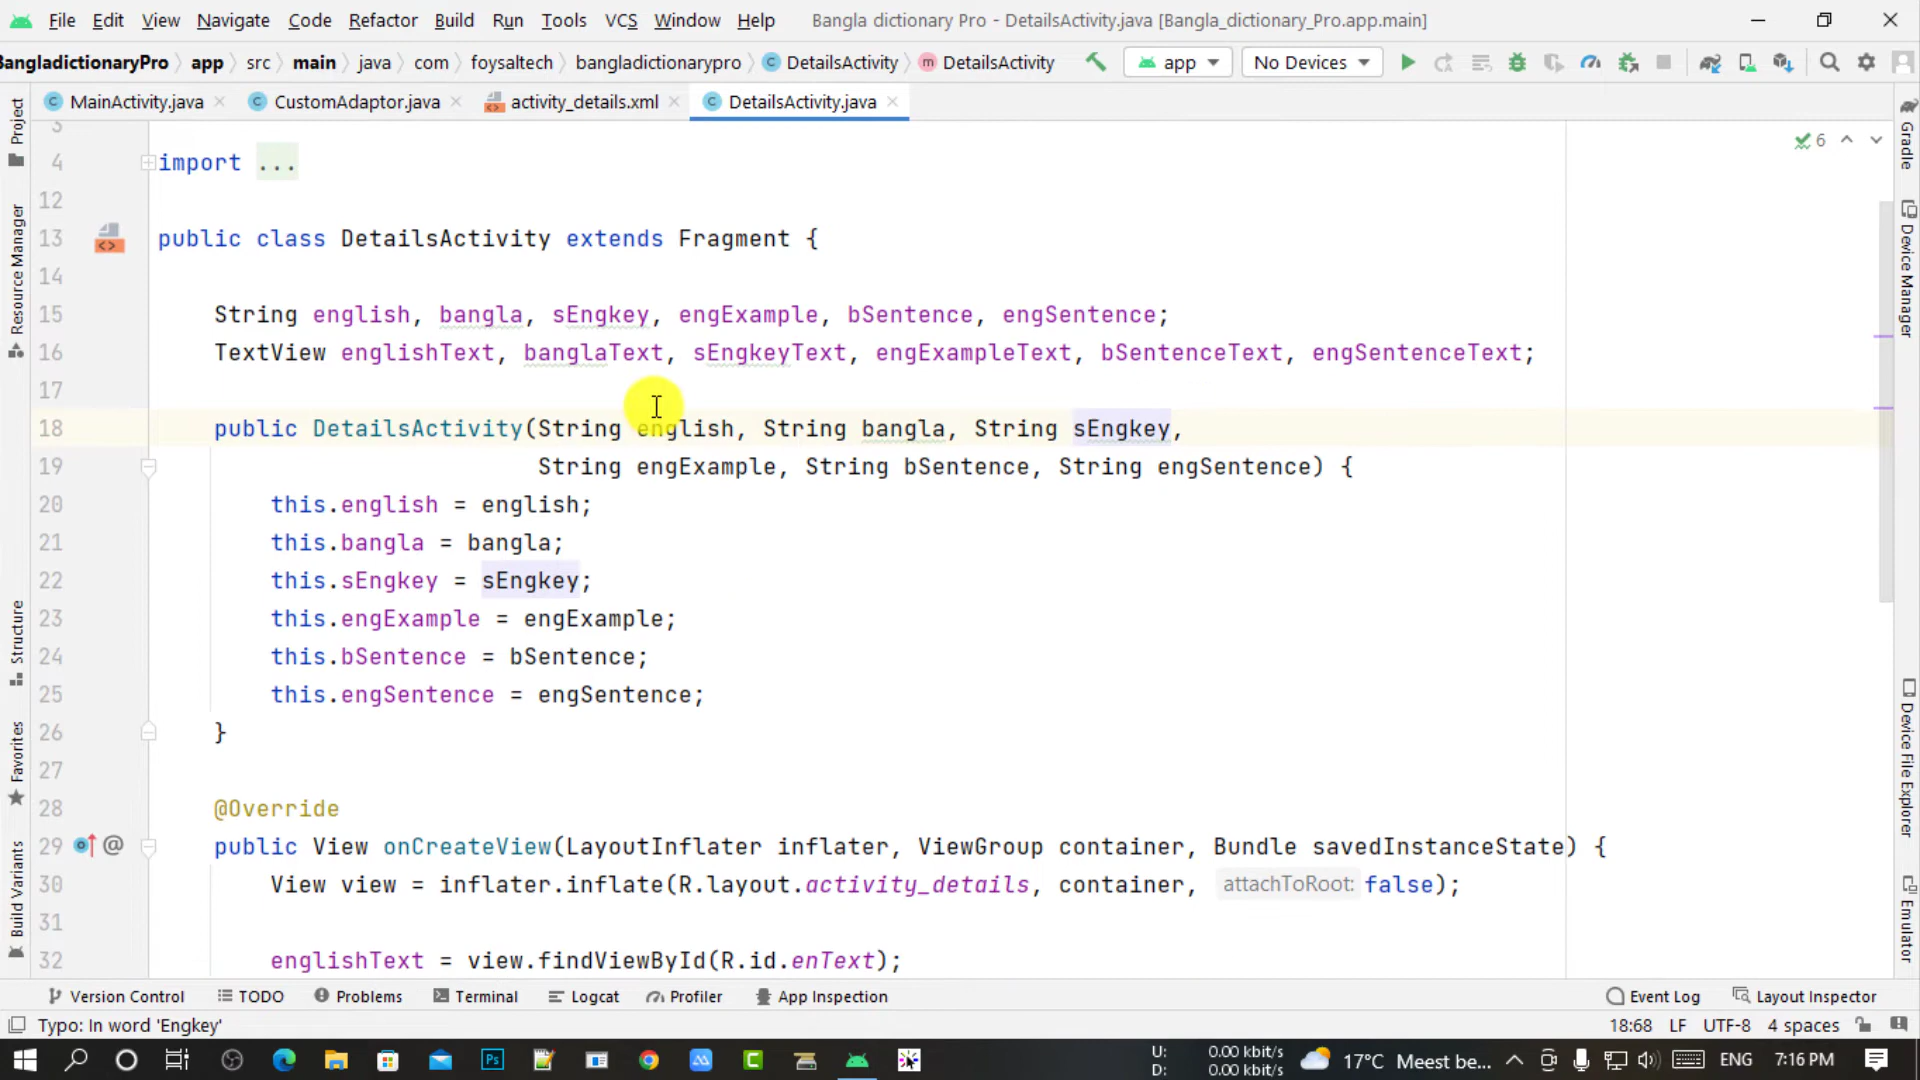 File Edit View Navigate Code Refactor Build Run Tools VCS Window Help Bangla dictionary Pro - DetailsActivity.java [Bangla_dictionary_Pro.app.main]
BangladictionaryPro app src main java com foysaltech bangladictionarypro DetailsActivity DetailsActivity app No Devices
MainActivity.java CustomAdaptor.java activity_details.xml DetailsActivity.java
3
4 import ...
12
13 public class DetailsActivity extends Fragment {
14
15 String english, bangla, sEngkey, engExample, bSentence, engSentence;
16 TextView englishText, banglaText, sEngkeyText, engExampleText, bSentenceText, engSentenceText;
17
18 public DetailsActivity(String english, String bangla, String sEngkey,
19 String engExample, String bSentence, String engSentence) {
20 this.english = english;
21 this.bangla = bangla;
22 this.sEngkey = sEngkey;
23 this.engExample = engExample;
24 this.bSentence = bSentence;
25 this.engSentence = engSentence;
26 }
27
28 @Override
29 public View onCreateView(LayoutInflater inflater, ViewGroup container, Bundle savedInstanceState) {
30 View view = inflater.inflate(R.layout.activity_details, container, attachToRoot: false);
31
32 englishText = view.findViewById(R.id.enText);
6
Project
Resource Manager
Structure
Favorites
Build Variants
Gradle
Device Manager
Device File Explorer
Emulator
Version Control TODO Problems Terminal Logcat Profiler App Inspection Event Log Layout Inspector
Typo: In word 'Engkey' 18:68 LF UTF-8 4 spaces
U: 0.00 kbit/s
D: 0.00 kbit/s
17°C Meest be... ENG 7:16 PM